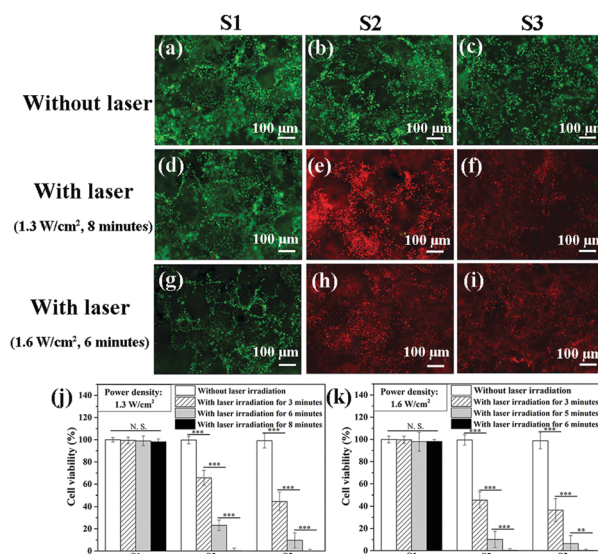 S1 S2 S3
(a) (b) (c)
Without laser
100 μm 100 μm 100 μm
(d) (e) (f)
With laser
(1.3 W/cm², 8 minutes)
100 μm 100 μm 100 μm
(g) (h) (i)
With laser
(1.6 W/cm², 6 minutes)
100 μm 100 μm 100 μm
(j)
Cell viability (%)
140
120
100
80
60
40
20
0
Power density:
1.3 W/cm²
Without laser irradiation
With laser irradiation for 3 minutes
With laser irradiation for 6 minutes
With laser irradiation for 8 minutes
N. S.
*** *** ***
*** *** ***
S1
(k)
Cell viability (%)
140
120
100
80
60
40
20
0
Power density:
1.6 W/cm²
Without laser irradiation
With laser irradiation for 3 minutes
With laser irradiation for 5 minutes
With laser irradiation for 6 minutes
N. S.
*** *** ***
*** *** **
S1